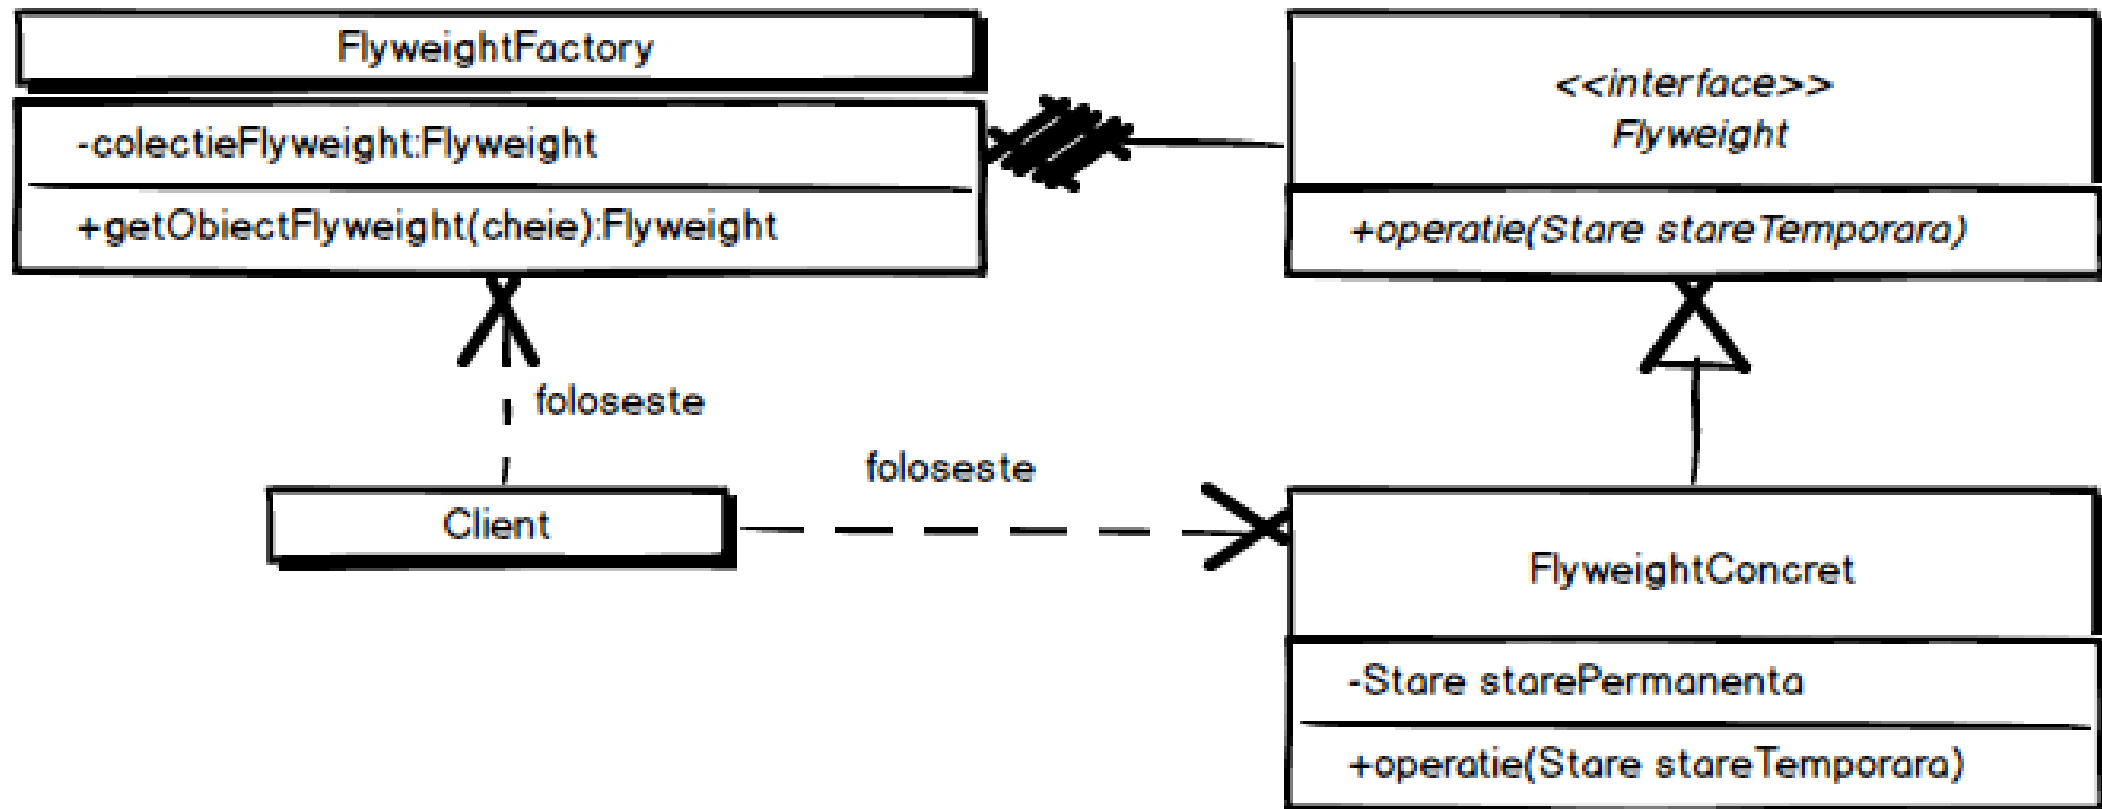 FlyweightFactory
-colectieFlyweight:Flyweight
+getObiectFlyweight(cheie):Flyweight
<<interface>>
Flyweight
+operatie(Stare stareTemporara)
foloseste
foloseste
Client
FlyweightConcret
-Stare starePermanenta
+operatie(Stare stareTemporara)